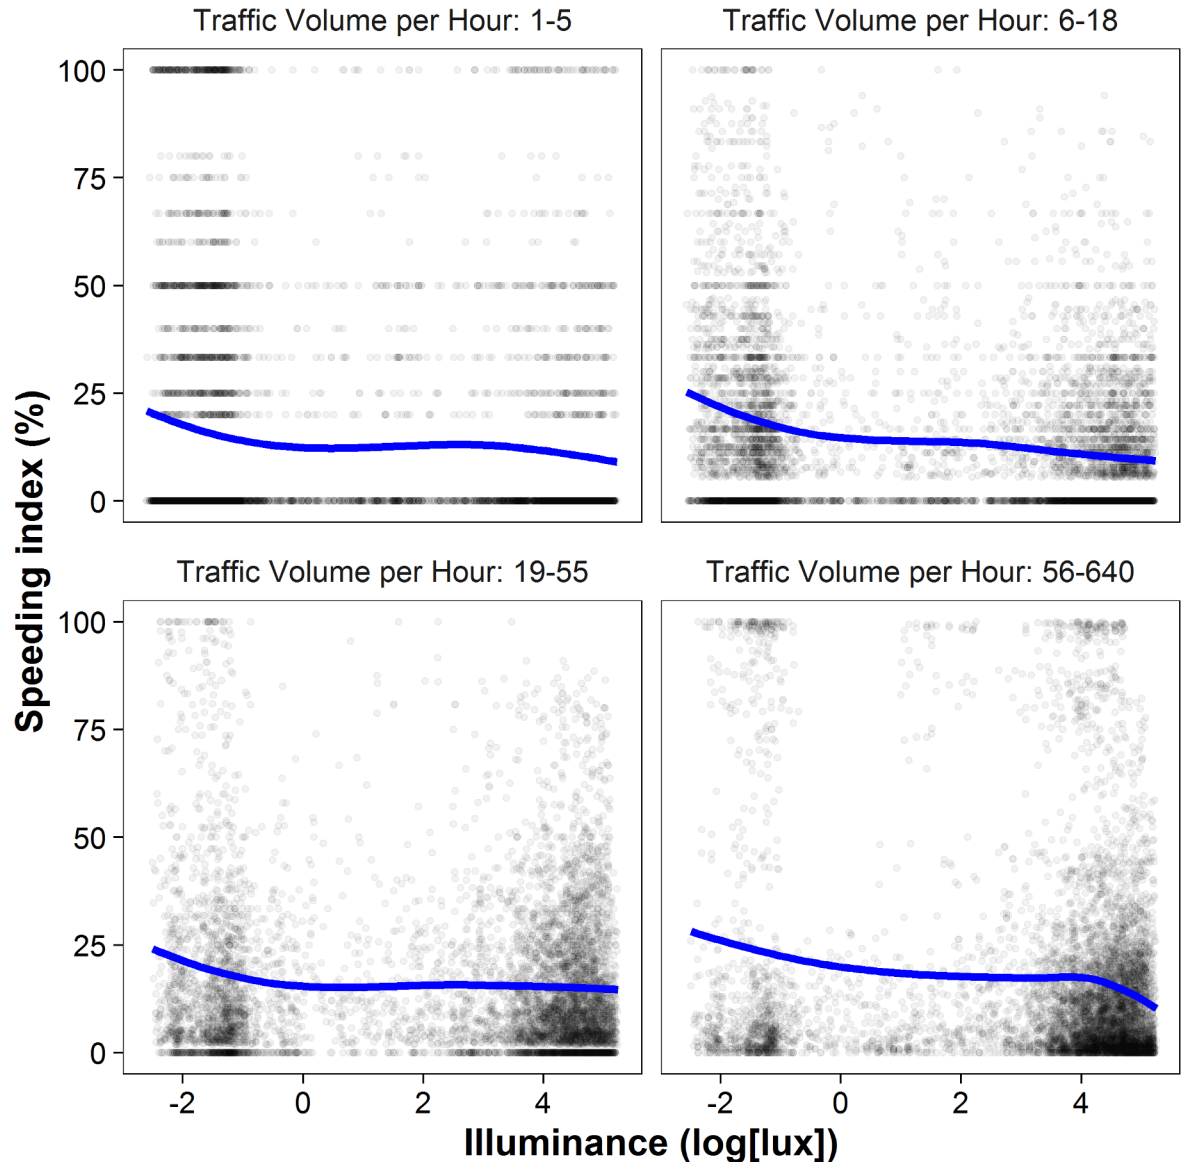 Traffic Volume per Hour: 1-5
Traffic Volume per Hour: 6-18
100
75
50
25
0
Traffic Volume per Hour: 19-55
Traffic Volume per Hour: 56-640
100
75
50
25
0
-2 0 2 4
-2 0 2 4
Speeding index (%)
Illuminance (log[lux])